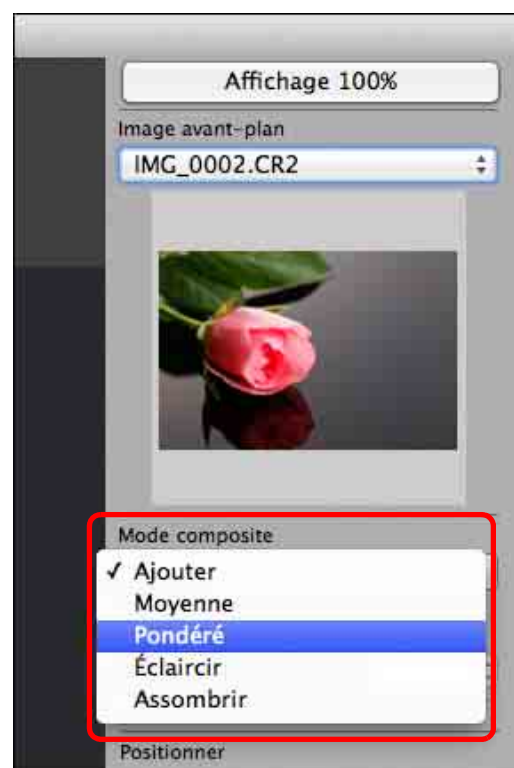 Affichage 100%
Image avant-plan
IMG_0002.CR2
Mode composite
✓ Ajouter
Moyenne
Pondéré
Éclaircir
Assombrir
Positionner